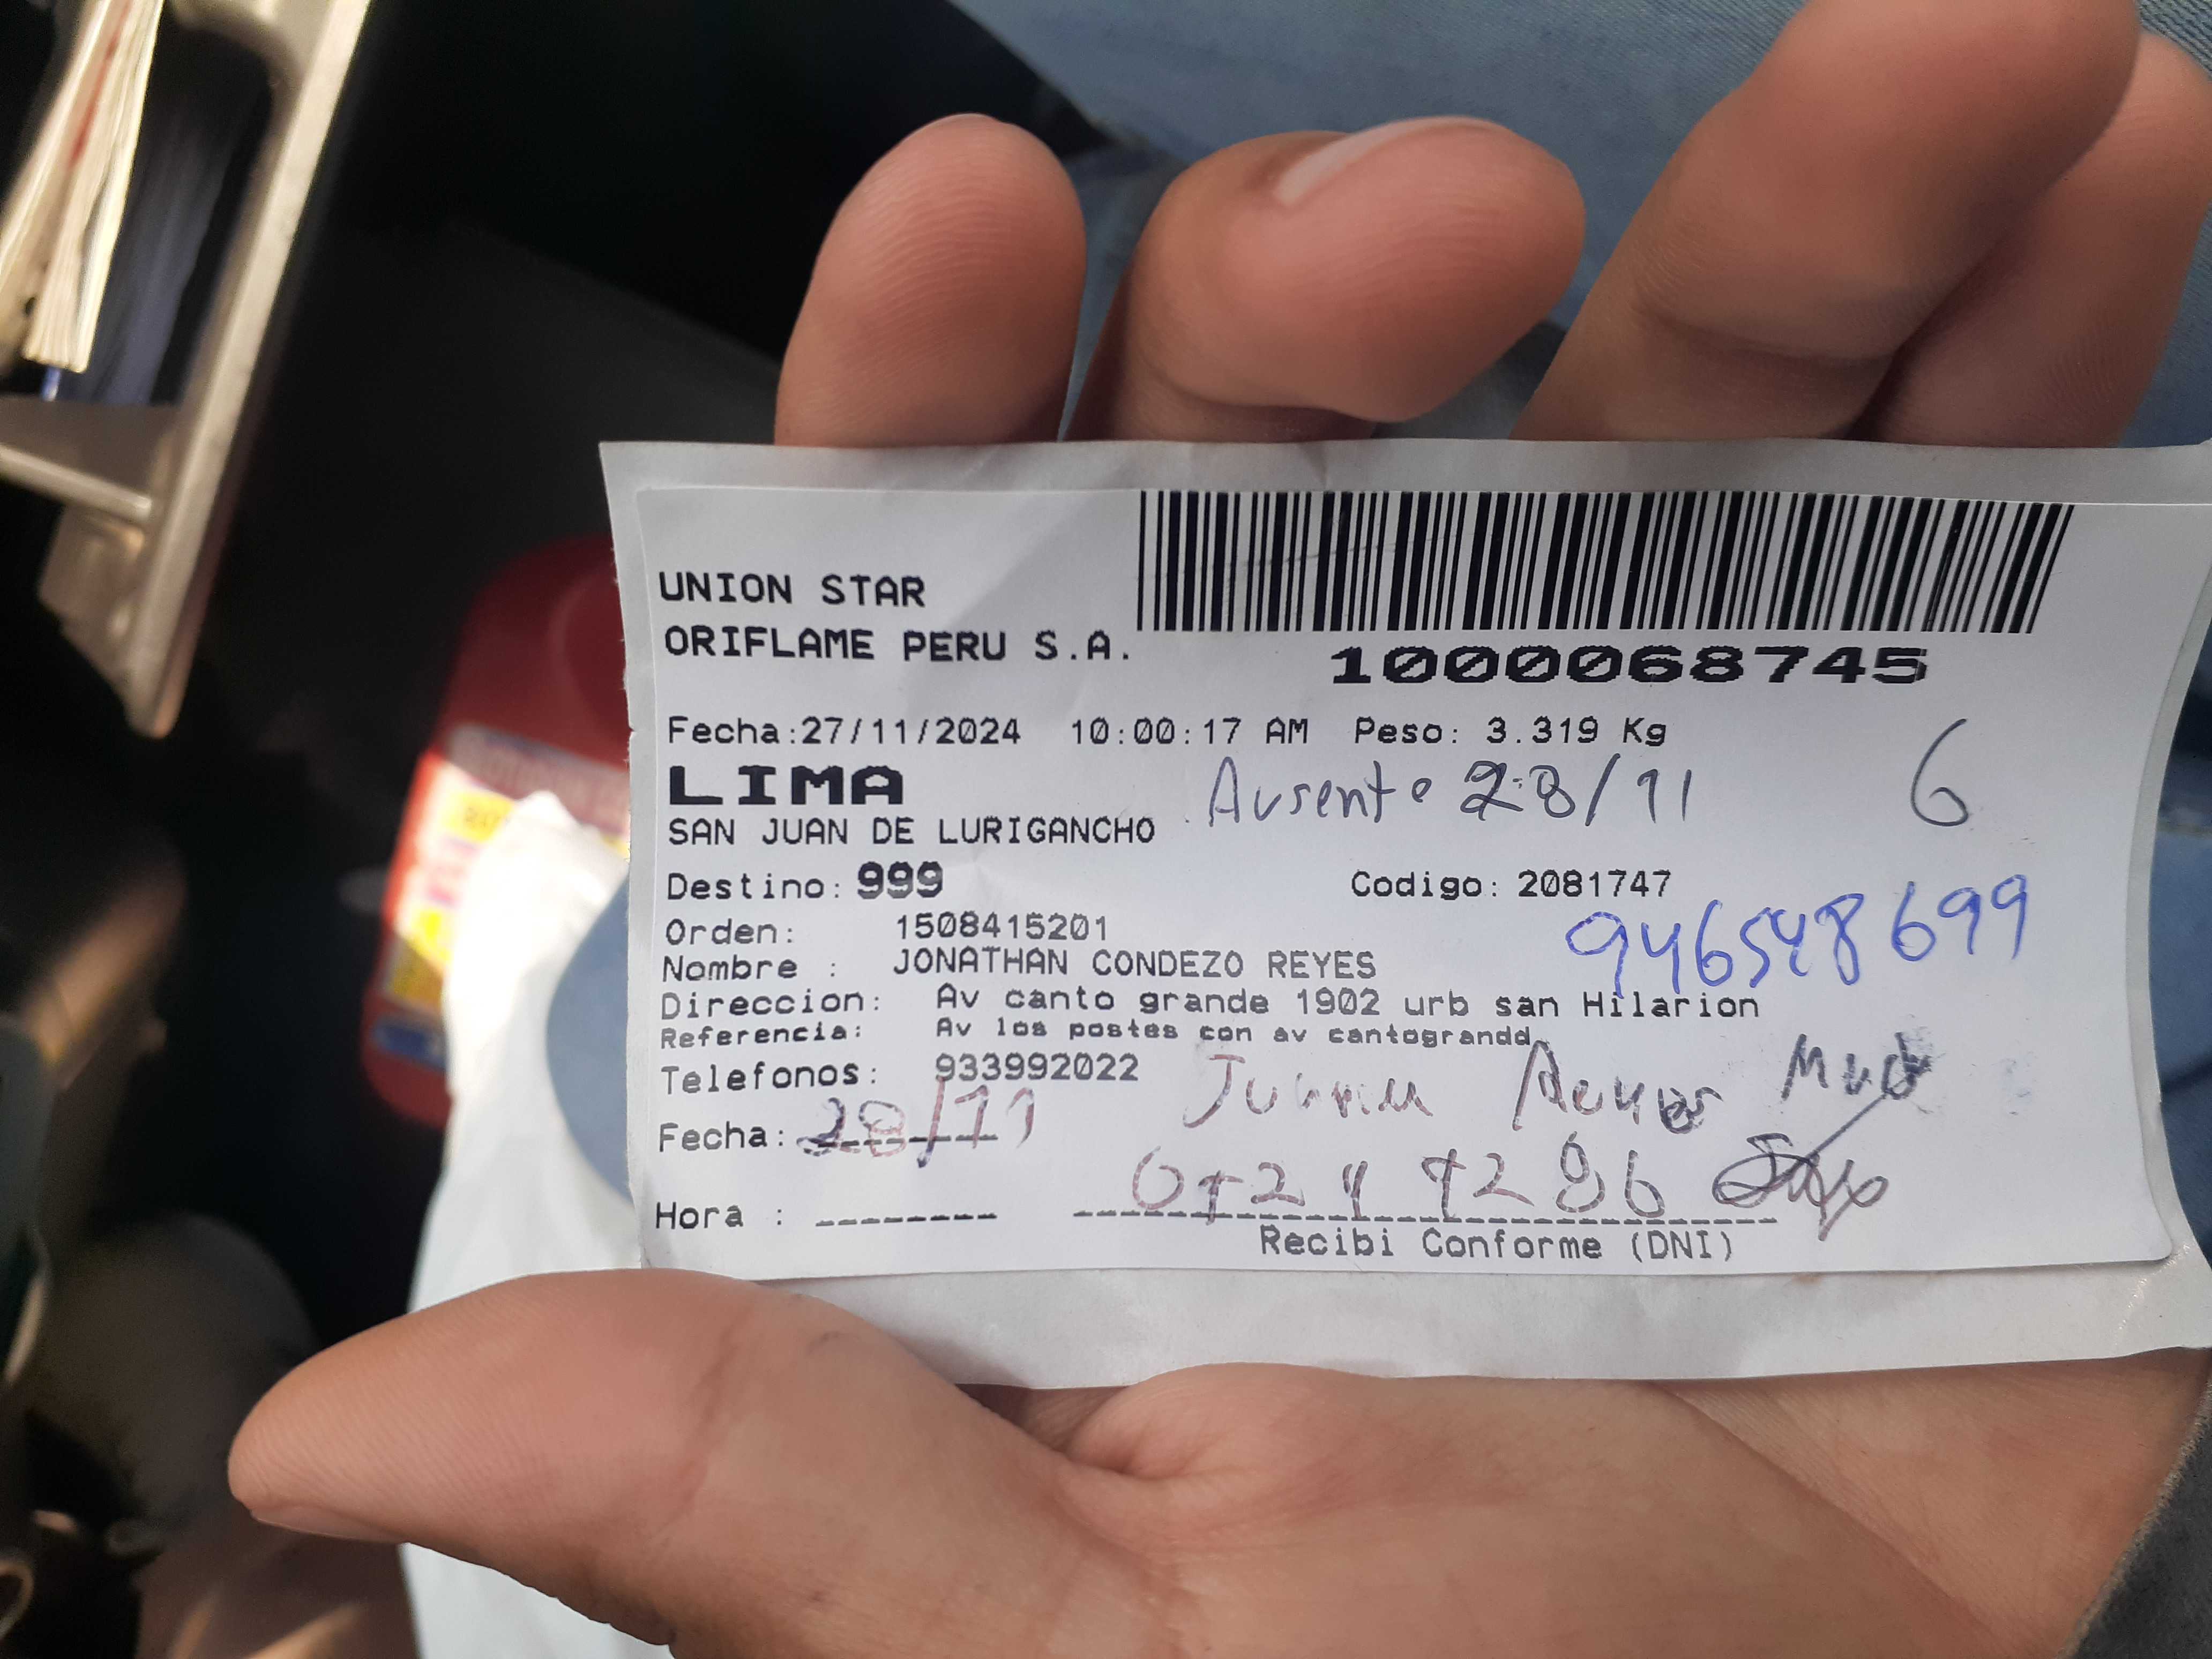 UNION STAR
ORIFLAME PERU S.A.
1000068745
Fecha:27/11/2024 10:00:17 AM Peso: 3.319 Kg
LIMA
Ausente 28/11 6
SAN JUAN DE LURIGANCHO
Destino: 999 Codigo: 2081747
946548699
Orden: 1508415201
Nombre : JONATHAN CONDEZO REYES
Direccion: Av canto grande 1902 urb san Hilarion
Referencia: Av los postes con av cantograndd
Telefonos: 933992022
Fecha: 28/11
Hora :
Recibi Conforme (DNI)